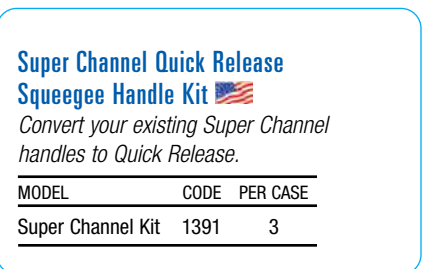 Super Channel Quick Release
Squeegee Handle Kit
Convert your existing Super Channel
handles to Quick Release.
MODEL CODE PER CASE
Super Channel Kit 1391 3